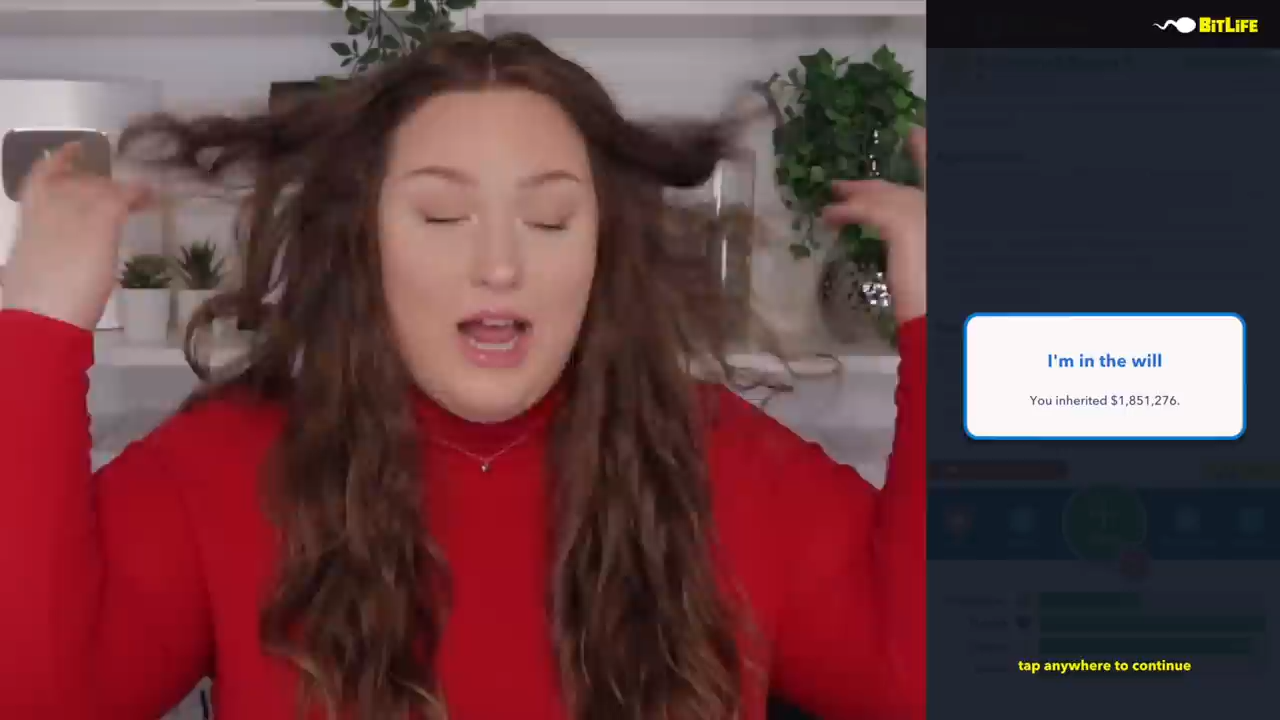 BITLIFE
I'm in the will
You inherited $1,851,276.
tap anywhere to continue